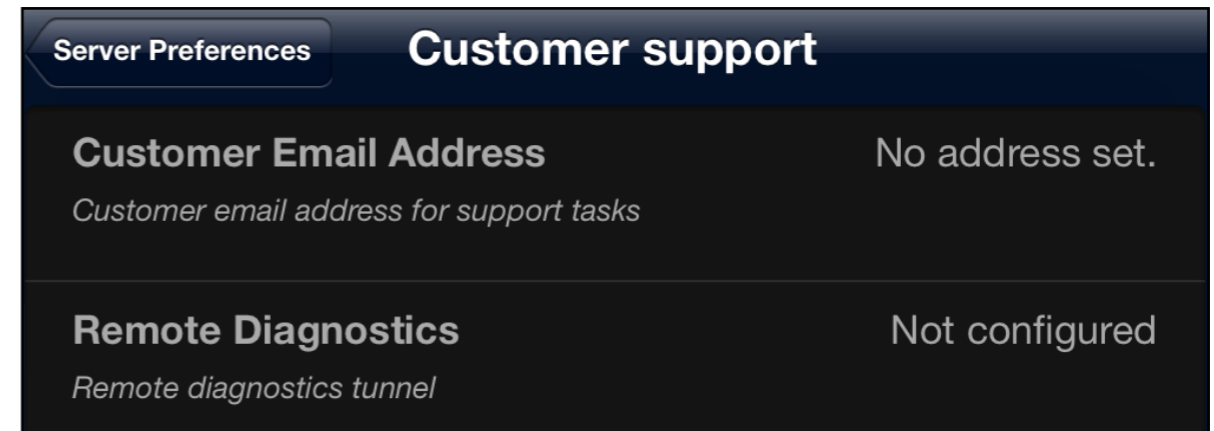 Server Preferences
Customer support
Customer Email Address
No address set.
Customer email address for support tasks
Remote Diagnostics
Not configured
Remote diagnostics tunnel